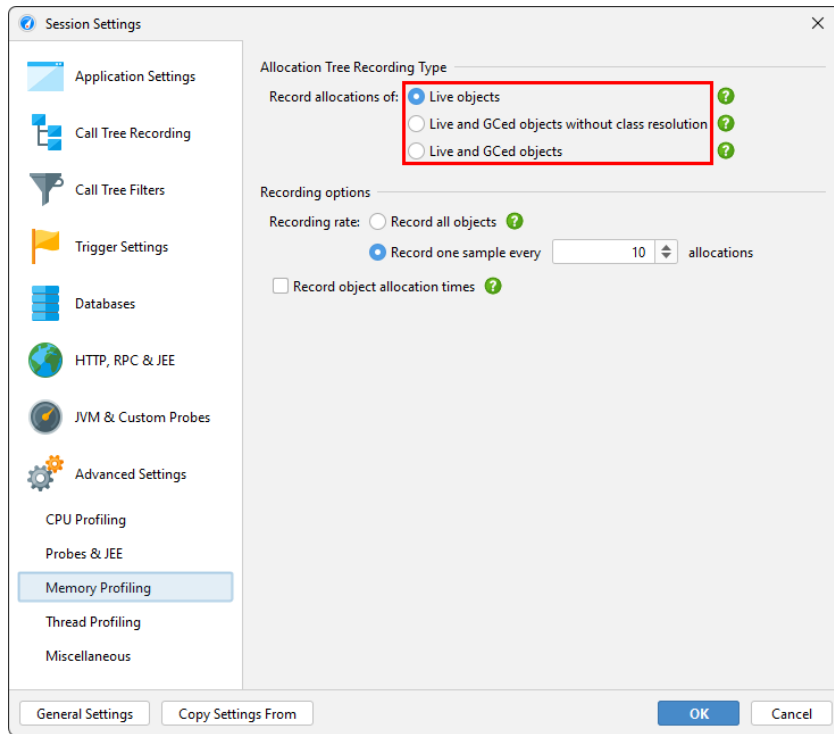 Session Settings
Application Settings
Call Tree Recording
Call Tree Filters
Trigger Settings
Databases
HTTP, RPC & JEE
JVM & Custom Probes
Advanced Settings
CPU Profiling
Probes & JEE
Memory Profiling
Thread Profiling
Miscellaneous
Allocation Tree Recording Type
Record allocations of: Live objects ?
Live and GCed objects without class resolution ?
Live and GCed objects ?
Recording options
Recording rate: Record all objects ?
Record one sample every 10 allocations
Record object allocation times ?
General Settings Copy Settings From OK Cancel